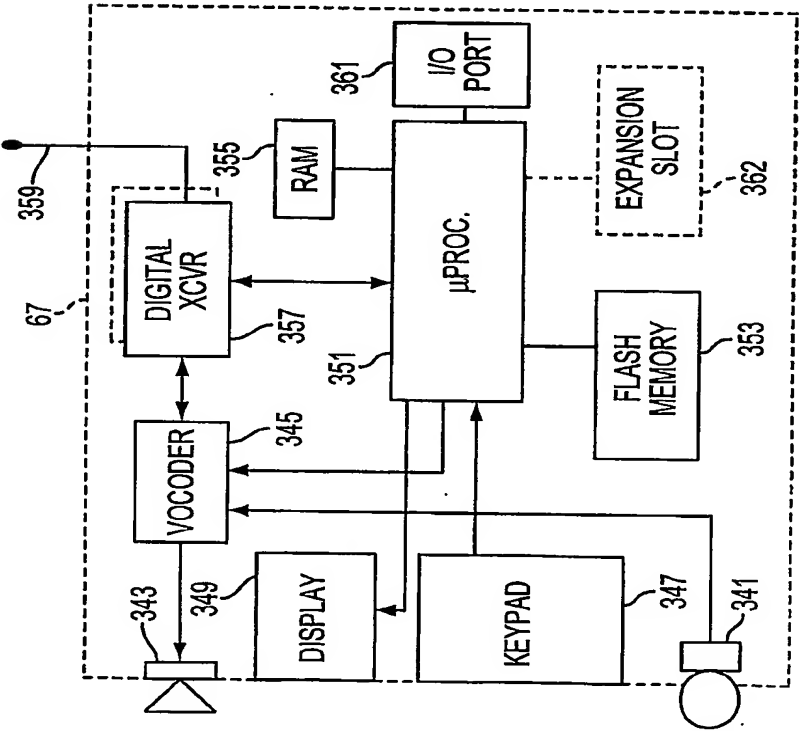 359
67
DIGITAL
XCVR
357
355
RAM
361
I/O
PORT
351
µPROC.
EXPANSION
SLOT
362
345
VOCODER
343
349
DISPLAY
KEYPAD
347
FLASH
MEMORY
353
341